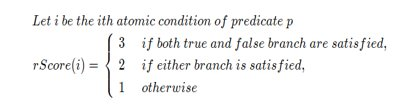 Let i be the ith atomic condition of predicate p
3 if both true and false branch are satisfied,
rScore(i) = { 2 if either branch is satisfied,
1 otherwise